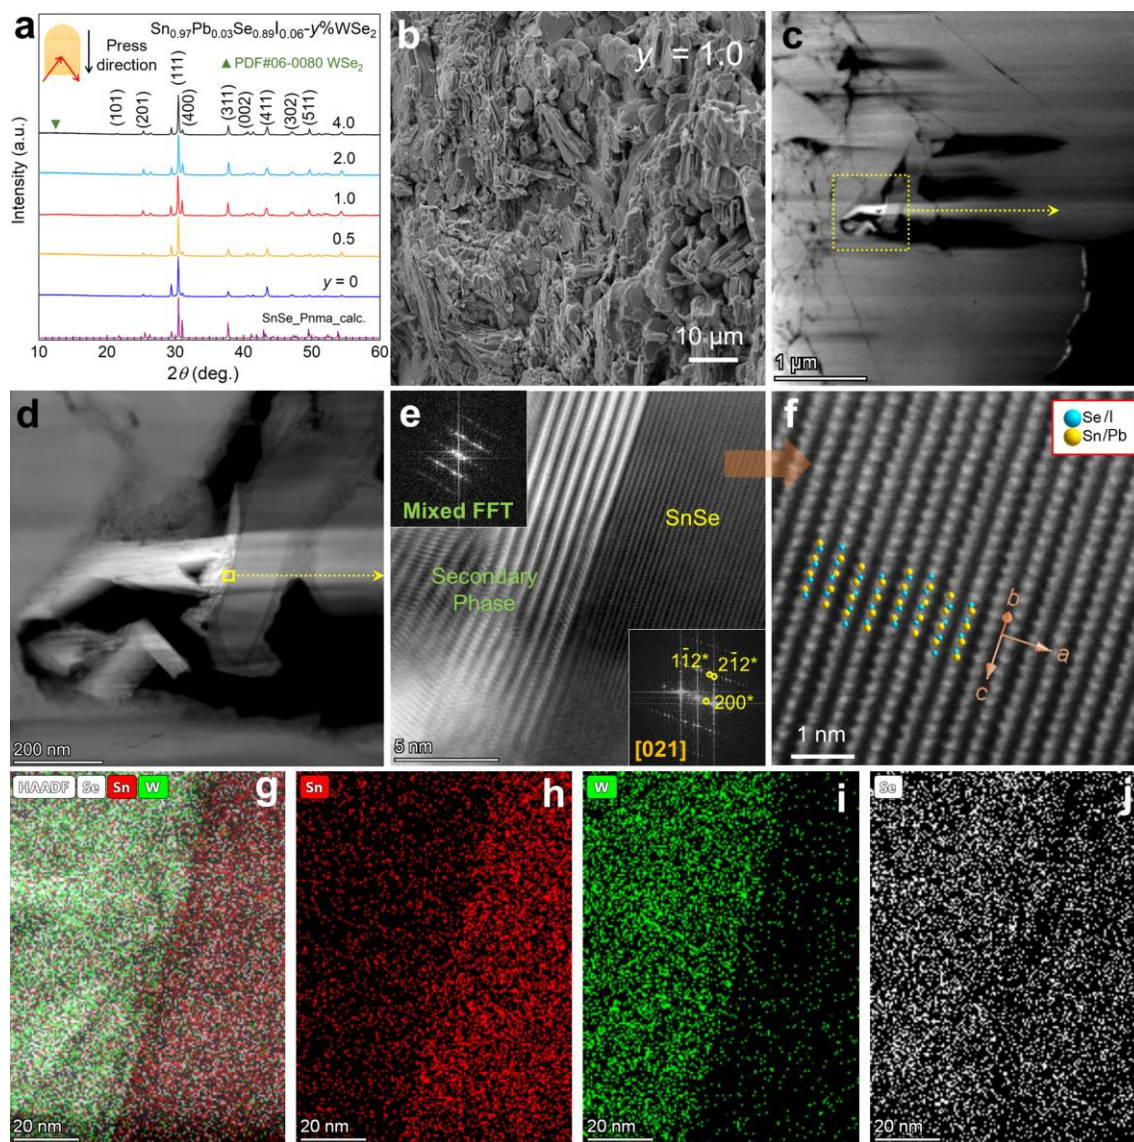 a
Sn₀.₉₇Pb₀.₀₃Se₀.₈₉I₀.₀₆-y%WSe₂
Press
direction
▲ PDF#06-0080 WSe₂
(101)
(201)
(111)
(400)
(311)
(002)
(411)
(302)
(511)
4.0
2.0
1.0
0.5
y = 0
SnSe_Pnma_calc.
Intensity (a.u.)
10 20 30 40 50 60
2θ (deg.)
b
y = 1.0
10 μm
c
1 μm
d
200 nm
e
Mixed FFT
SnSe
Secondary
Phase
11̄2*
21̄2*
200*
[021]
5 nm
f
Se/I
Sn/Pb
b
a
c
1 nm
HAADF Se Sn W
g
20 nm
Sn
h
20 nm
W
i
20 nm
Se
j
20 nm